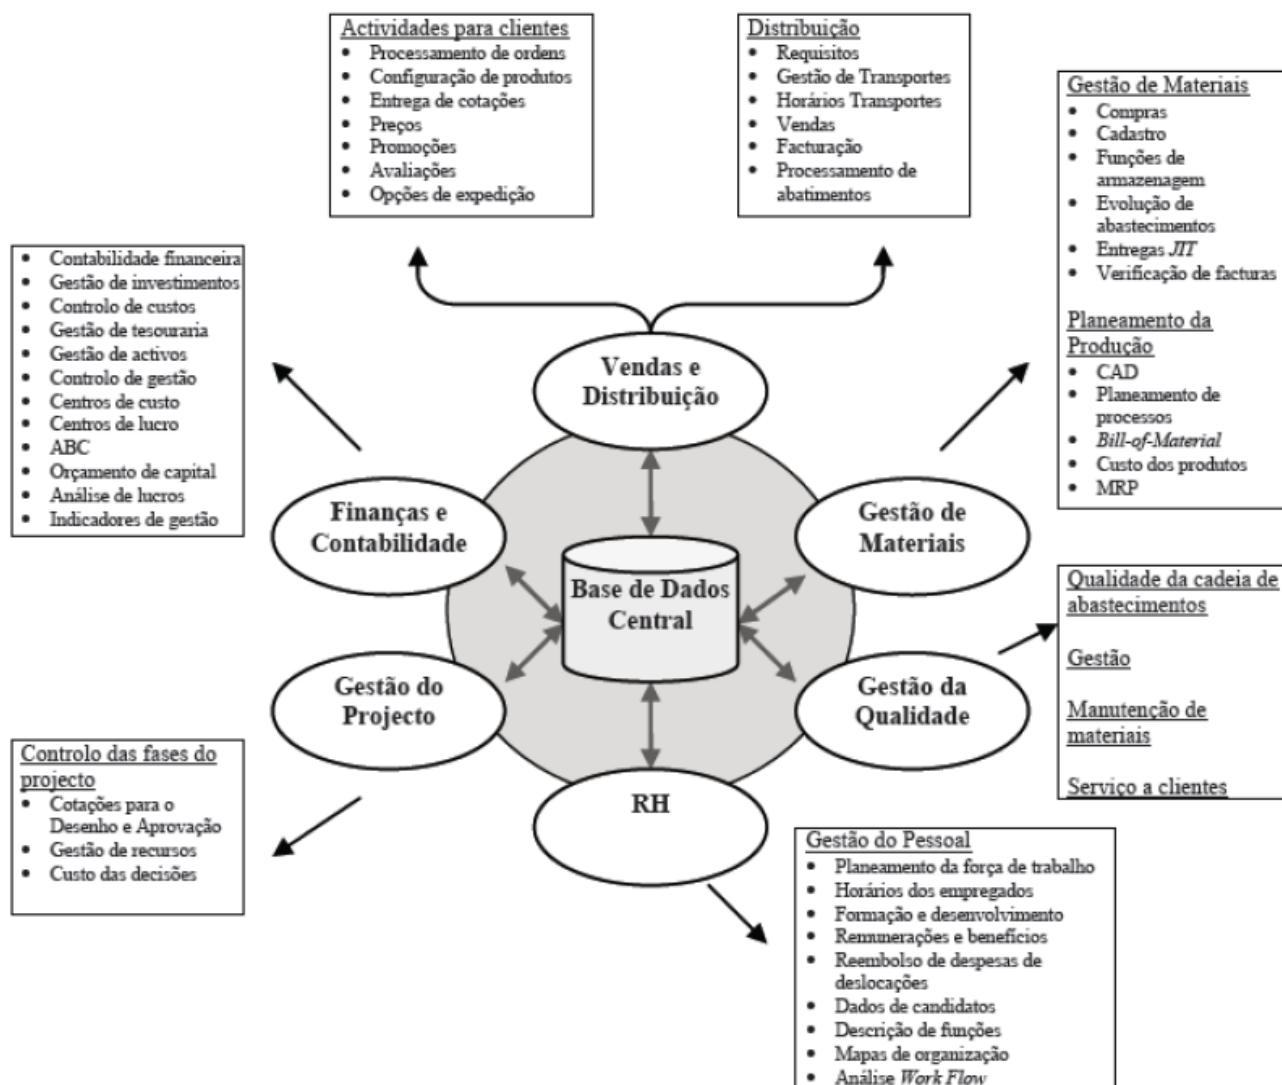 Actividades para clientes
• Processamento de ordens
• Configuração de produtos
• Entrega de cotações
• Preços
• Promoções
• Avaliações
• Opções de expedição
Distribuição
• Requisitos
• Gestão de Transportes
• Horários Transportes
• Vendas
• Facturação
• Processamento de
abatimentos
Gestão de Materiais
• Compras
• Cadastro
• Funções de
armazenagem
• Evolução de
abastecimentos
• Entregas JIT
• Verificação de facturas
Planeamento da
Produção
• CAD
• Planeamento de
processos
• Bill-of-Material
• Custo dos produtos
• MRP
• Contabilidade financeira
• Gestão de investimentos
• Controlo de custos
• Gestão de tesouraria
• Gestão de activos
• Controlo de gestão
• Centros de custo
• Centros de lucro
• ABC
• Orçamento de capital
• Análise de lucros
• Indicadores de gestão
Vendas e
Distribuição
Finanças e
Contabilidade
Gestão de
Materiais
Base de Dados
Central
Gestão do
Projecto
Gestão da
Qualidade
RH
Qualidade da cadeia de
abastecimentos
Gestão
Manutenção de
materiais
Serviço a clientes
Controlo das fases do
projecto
• Cotações para o
Desenho e Aprovação
• Gestão de recursos
• Custo das decisões
Gestão do Pessoal
• Planeamento da força de trabalho
• Horários dos empregados
• Formação e desenvolvimento
• Remunerações e benefícios
• Reembolso de despesas de
deslocações
• Dados de candidatos
• Descrição de funções
• Mapas de organização
• Análise Work Flow